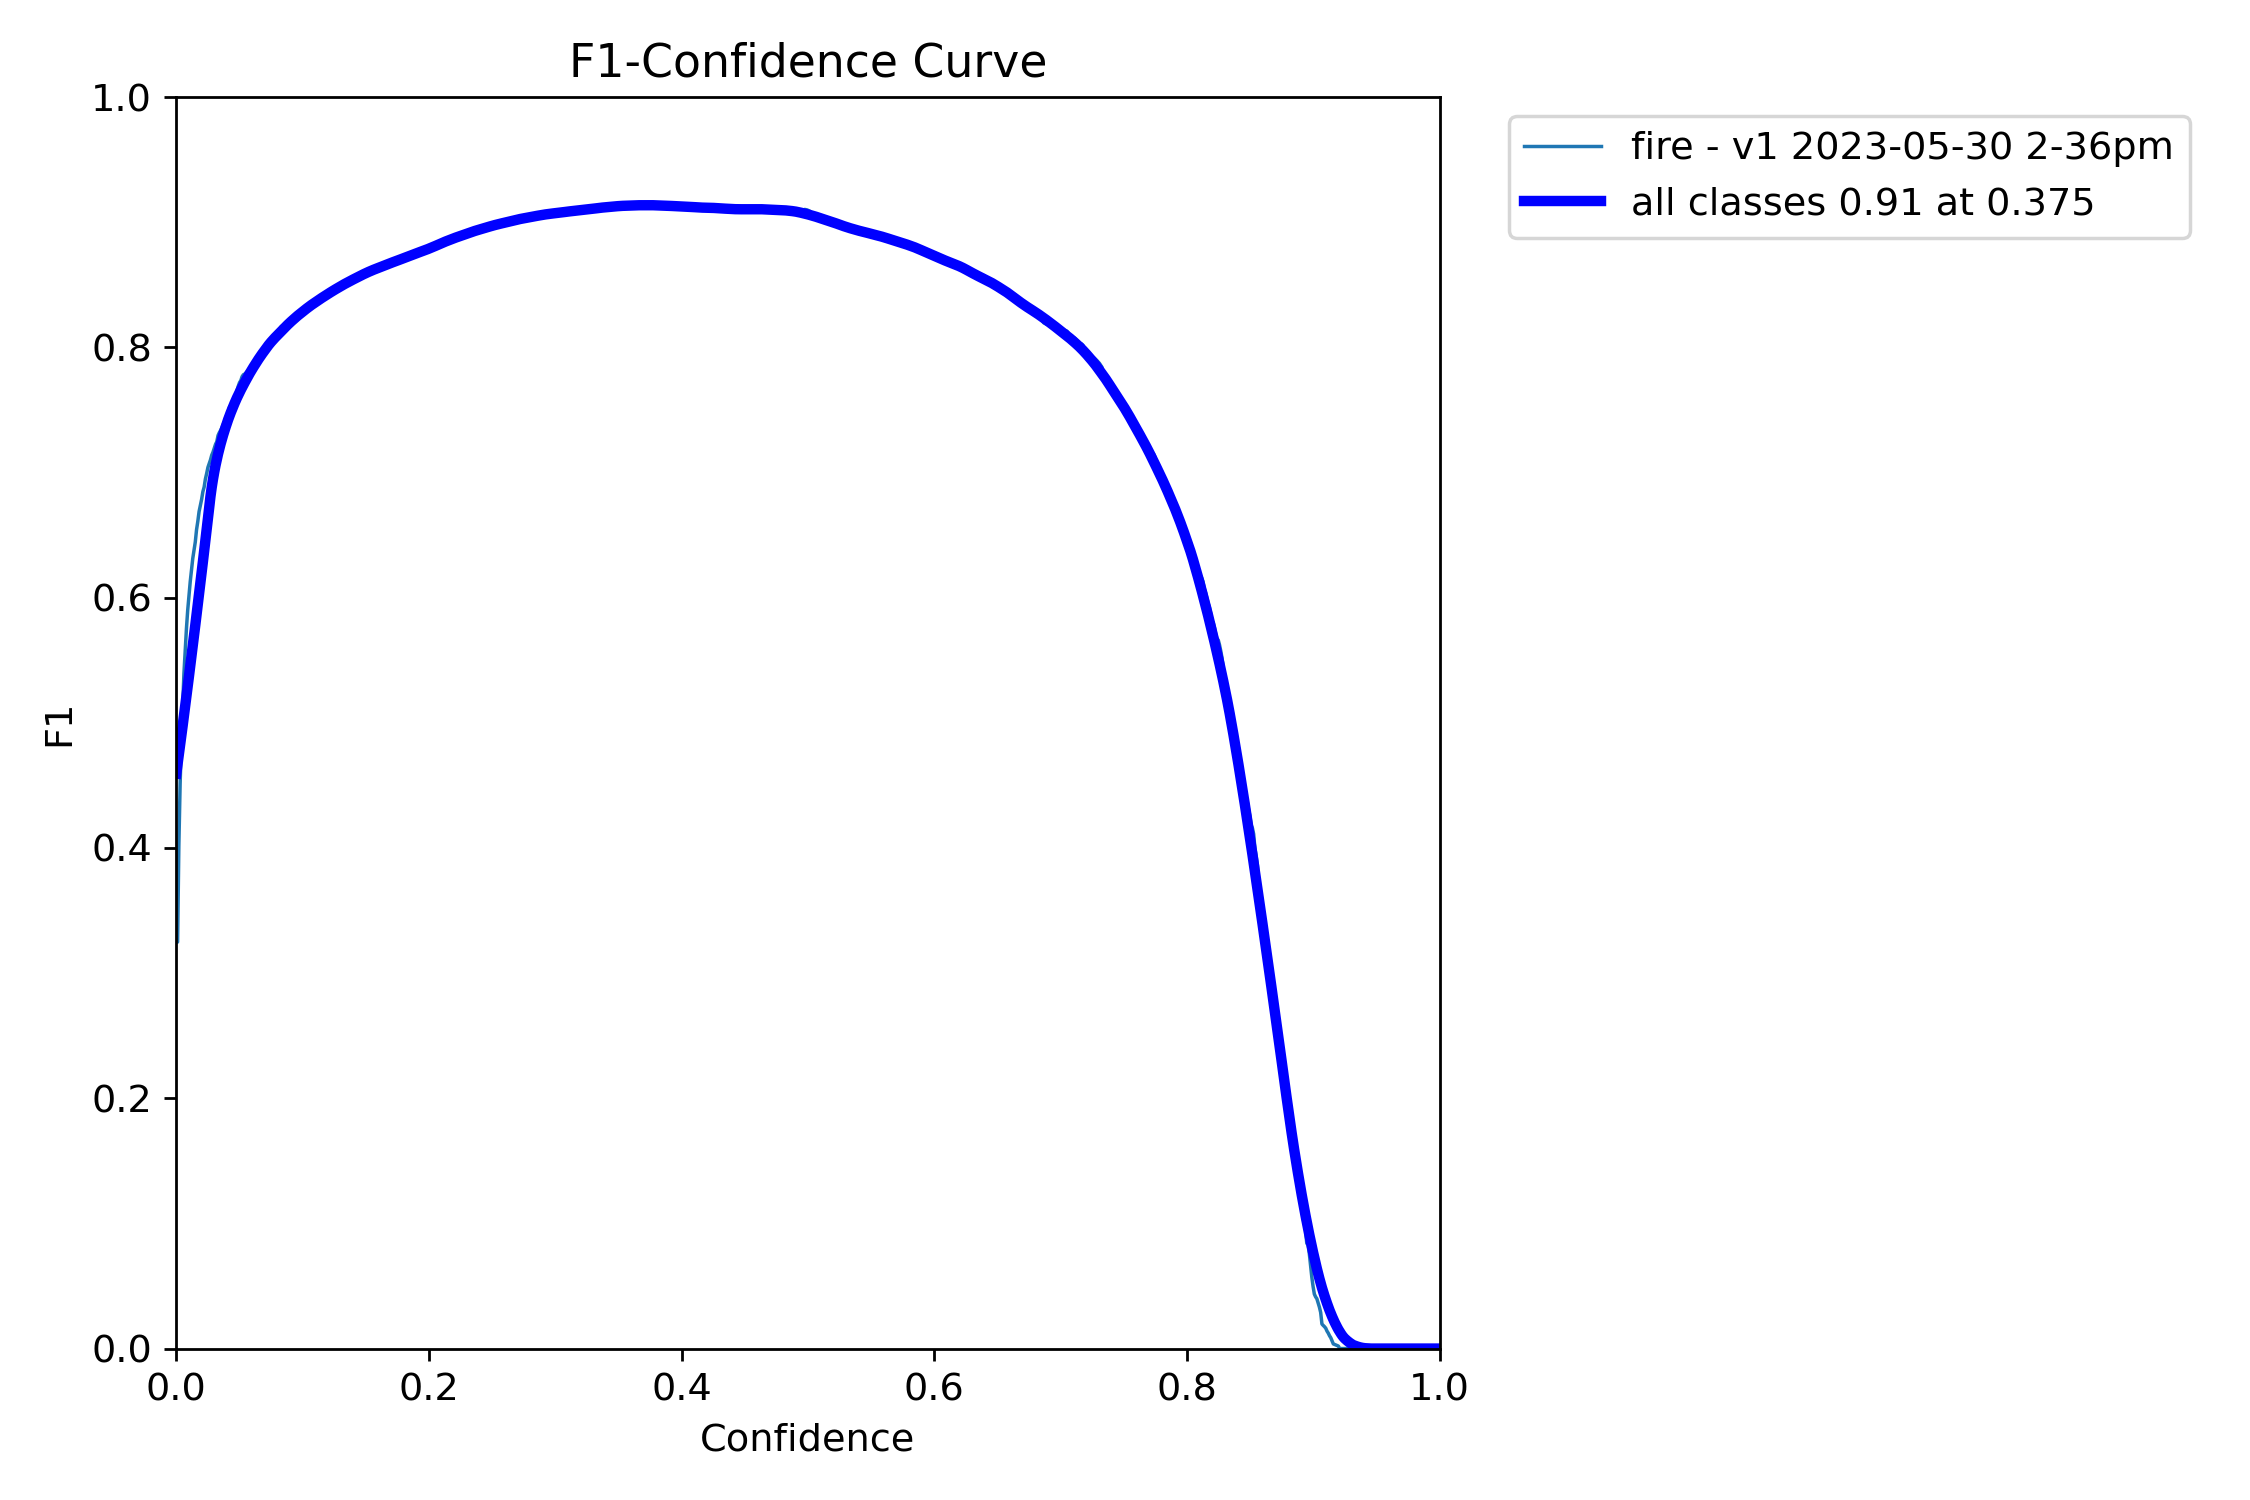 F1-Confidence Curve
1.0
0.8
0.6
0.4
0.2
0.0
F1
0.0 0.2 0.4 0.6 0.8 1.0
Confidence
fire - v1 2023-05-30 2-36pm
all classes 0.91 at 0.375